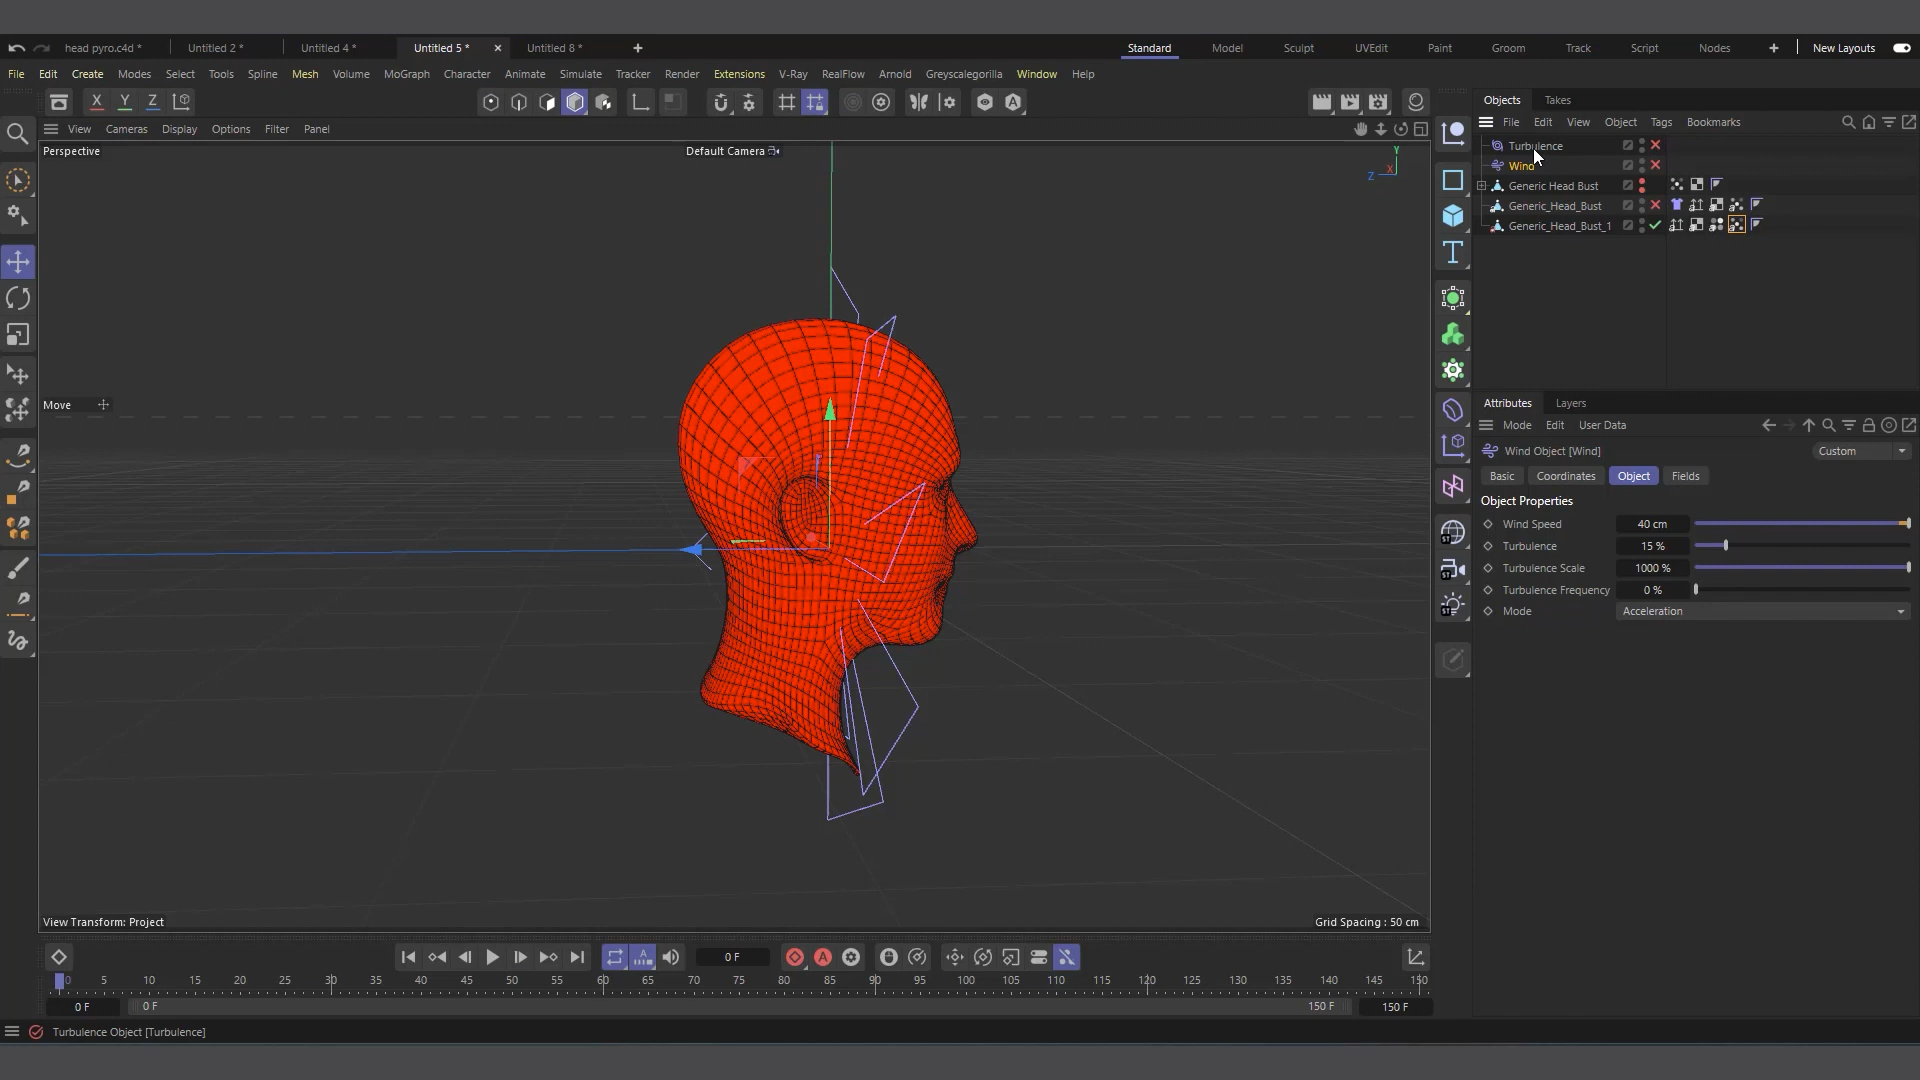 head pyro.c4d * Untitled 2 * Untitled 4 * Untitled 5 * Untitled 8 * Standard Model Sculpt UVEdit Paint Groom Track Script Nodes New Layouts
File Edit Create Modes Select Tools Spline Mesh Volume MoGraph Character Animate Simulate Tracker Render Extensions V-Ray RealFlow Arnold Greyscalegorilla Window Help
X Y Z
Objects Takes
File Edit View Object Tags Bookmarks
View Cameras Display Options Filter Panel
Perspective
Default Camera
Y
X
Z
Turbulence
Wind
Generic Head Bust
Generic_Head_Bust
Generic_Head_Bust_1
Move
Attributes Layers
Mode Edit User Data
Wind Object [Wind]
Custom
Basic Coordinates Object Fields
Object Properties
Wind Speed 40 cm
Turbulence 15 %
Turbulence Scale 1000 %
Turbulence Frequency 0 %
Mode Acceleration
View Transform: Project
Grid Spacing : 50 cm
0 F
0 5 10 15 20 25 30 35 40 45 50 55 60 65 70 75 80 85 90 95 100 105 110 115 120 125 130 135 140 145 150
0 F 0 F 150 F 150 F
Turbulence Object [Turbulence]